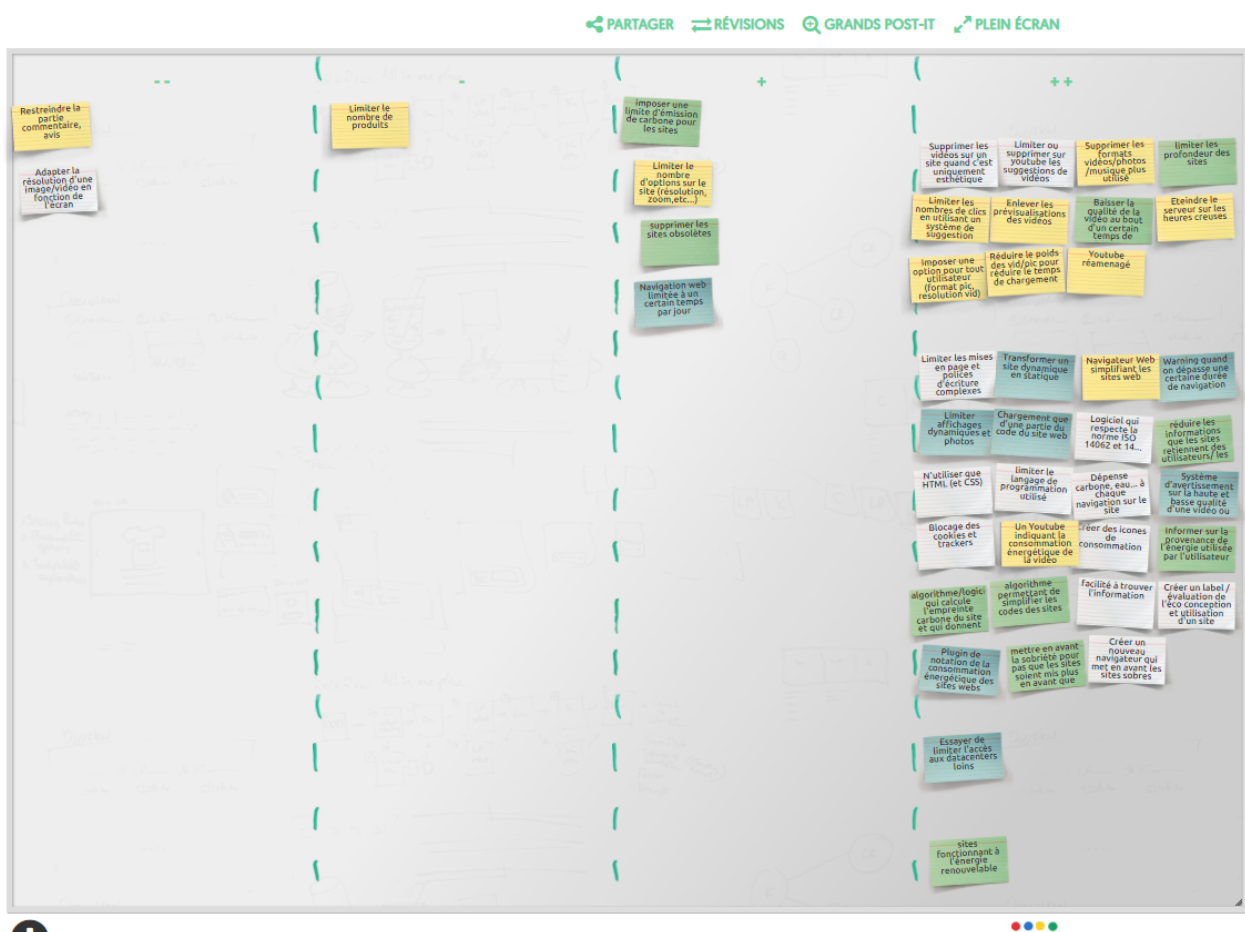 PARTAGER RÉVISIONS GRANDS POST-IT PLEIN ÉCRAN
-- - + ++
Restreindre la
partie
commentaire,
avis
Adapter la
résolution d'une
image/vidéo en
fonction de
l'écran
Limiter le
nombre de
produits
imposer une
limite d'émission
de carbone pour
les sites
Limiter le
nombre
d'options sur le
site (résolution,
zoom,etc...)
supprimer les
sites obsolètes
Navigation web
limitée à un
certain temps
par jour
Supprimer les
vidéos sur un
site quand c'est
uniquement
esthétique
Limiter ou
supprimer sur
youtube les
suggestions de
vidéos
Supprimer les
formats
vidéos/photos
/musique plus
utilisé
limiter les
profondeur des
sites
Limiter les
nombres de clics
en utilisant un
système de
suggestion
Enlever les
prévisualisations
des vidéos
Baisser la
qualité de la
vidéo au bout
d'un certain
temps de
Eteindre le
serveur sur les
heures creuses
Imposer une
option pour tout
utilisateur
(format pic,
resolution vid)
Réduire le poids
des vid/pic pour
réduire le temps
de chargement
Youtube
réamenagé
Limiter les mises
en page et
polices
d'écriture
complexes
Transformer un
site dynamique
en statique
Navigateur Web
simplifiant les
sites web
Warning quand
on dépasse une
certaine durée
de navigation
Limiter
affichages
dynamiques et
photos
Chargement que
d'une partie du
code du site web
Logiciel qui
respecte la
norme ISO
14062 et 14...
réduire les
informations
que les sites
retiennent des
utilisateurs/ les
N'utiliser que
HTML (et CSS)
limiter le
langage de
programmation
utilisé
Dépense
carbone, eau... à
chaque
navigation sur le
site
Système
d'avertissement
sur la haute et
basse qualité
d'une vidéo ou
Blocage des
cookies et
trackers
Un Youtube
indiquant la
consommation
énergétique de
la vidéo
Créer des icones
de
consommation
Informer sur la
provenance de
l'énergie utilisée
par l'utilisateur
algorithme/logici
qui calcule
l'empreinte
carbone du site
et qui donnent
algorithme
permettant de
simplifier les
codes des sites
facilité à trouver
l'information
Créer un label /
évaluation de
l'éco conception
et utilisation
d'un site
Plugin de
notation de la
consommation
énergétique des
sites webs
mettre en avant
la sobriété pour
pas que les sites
soient mis plus
en avant que
Créer un
nouveau
navigateur qui
met en avant les
sites sobres
Essayer de
limiter l'accès
aux datacenters
loins
sites
fonctionnant à
l'énergie
renouvelable